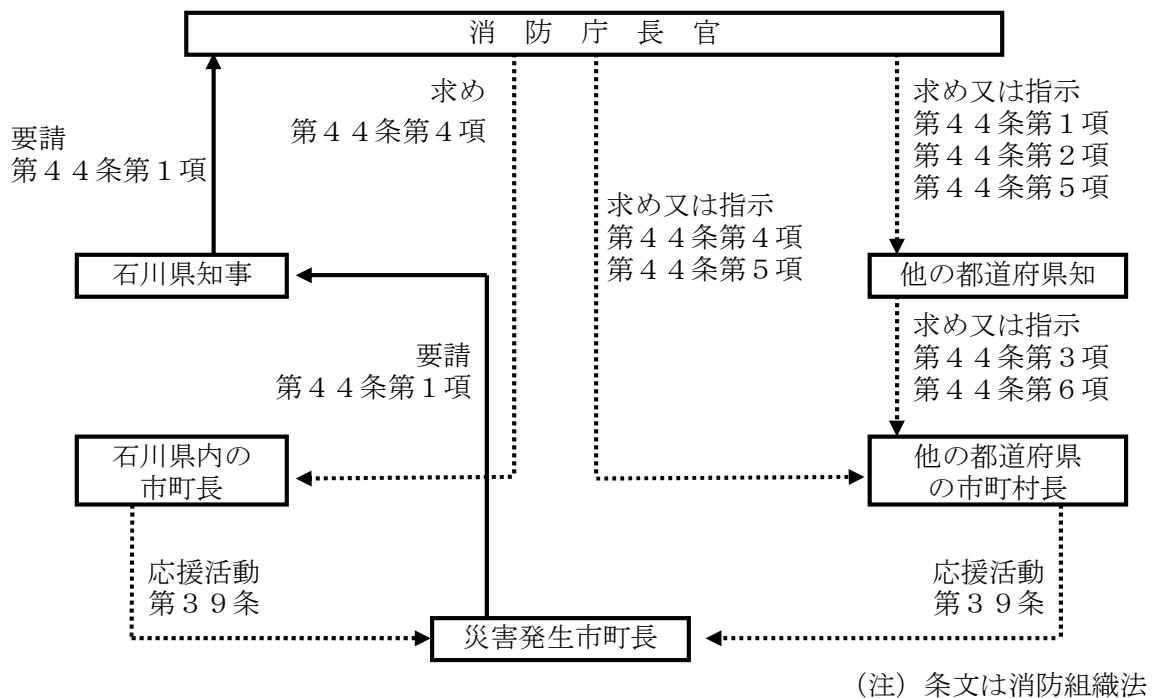 消防庁長官
求め
第４４条第４項
要請
第４４条第１項
求め又は指示
第４４条第１項
第４４条第２項
第４４条第５項
求め又は指示
第４４条第４項
第４４条第５項
石川県知事
他の都道府県知
要請
第４４条第１項
求め又は指示
第４４条第３項
第４４条第６項
石川県内の
市町長
他の都道府県
の市町村長
応援活動
第３９条
応援活動
第３９条
災害発生市町長
（注）条文は消防組織法